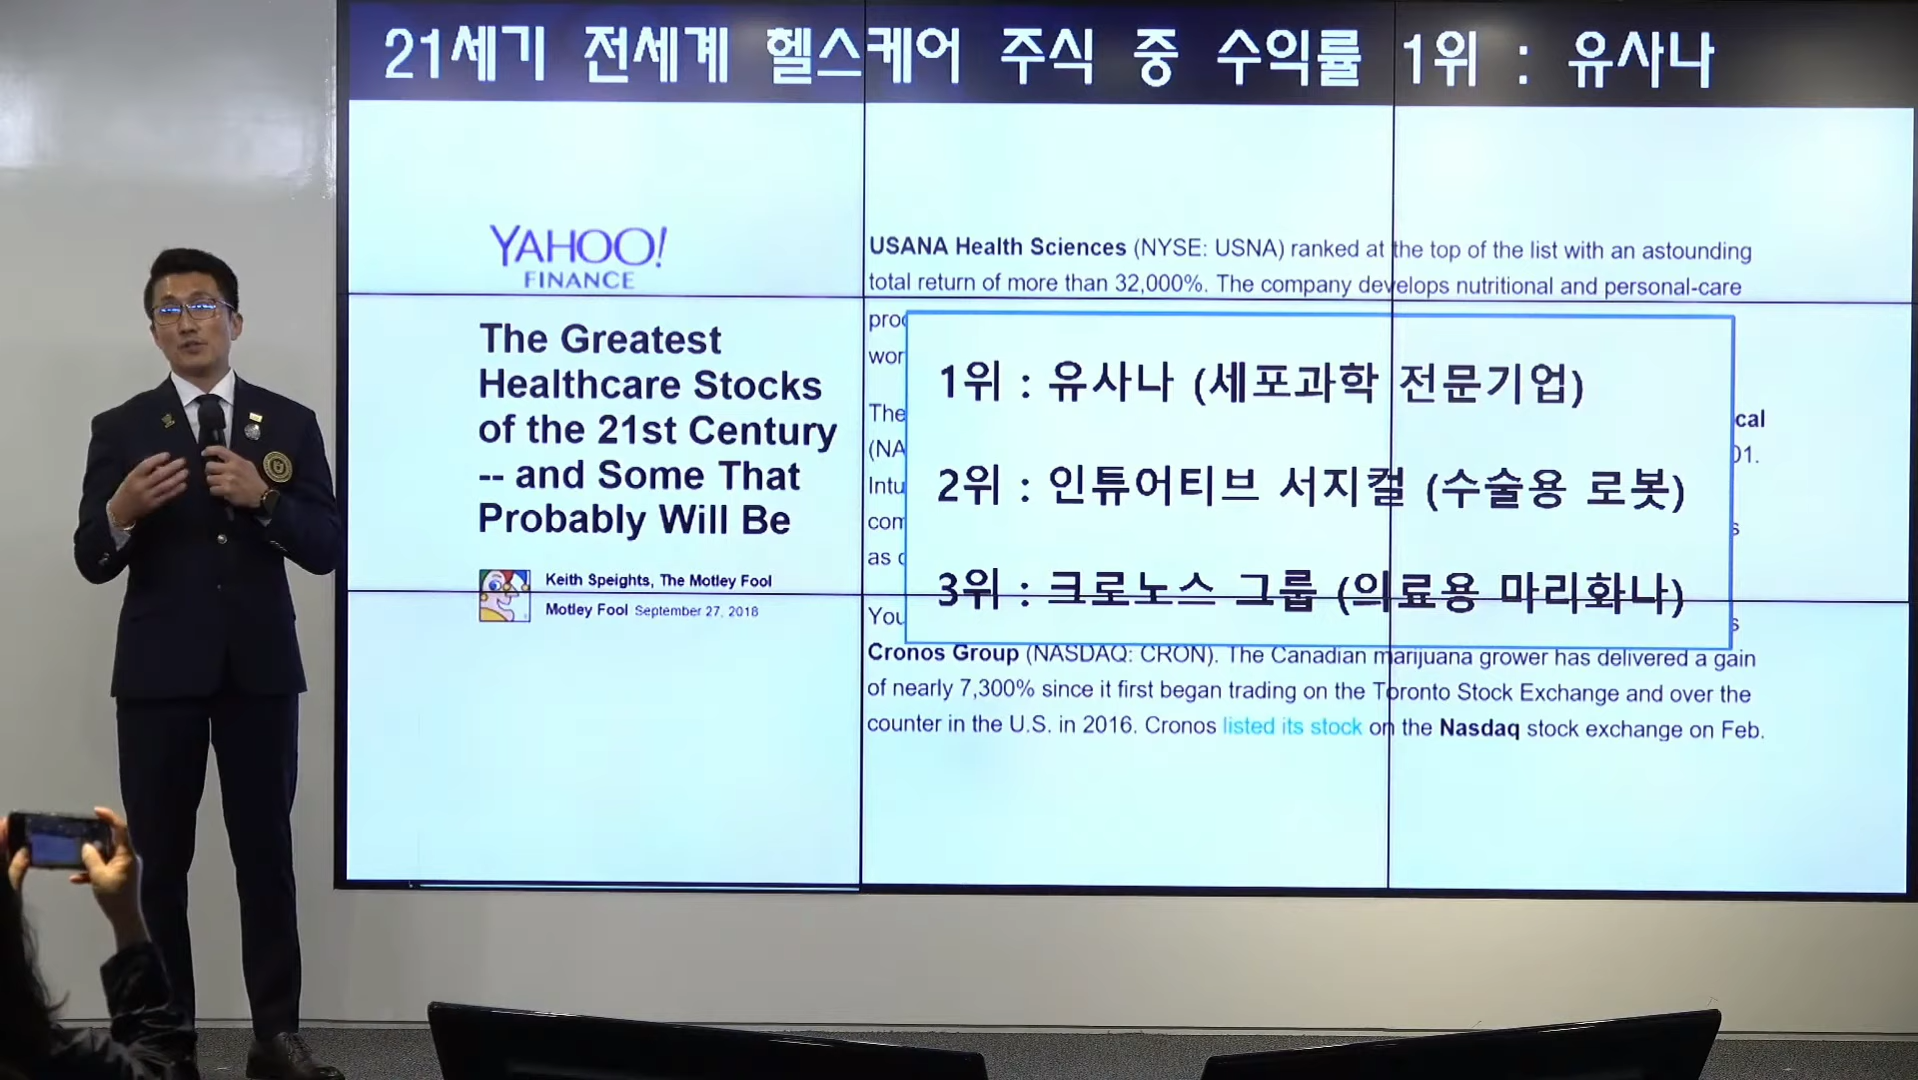 21세기 전세계 헬스케어 주식 중 수익률 1위 : 유사나
YAHOO!
FINANCE
The Greatest
Healthcare Stocks
of the 21st Century
-- and Some That
Probably Will Be
Keith Speights, The Motley Fool
Motley Fool September 27, 2018
USANA Health Sciences (NYSE: USNA) ranked at the top of the list with an astounding
total return of more than 32,000%. The company develops nutritional and personal-care
1위 : 유사나 (세포과학 전문기업)
The
(NA
2위 : 인튜어티브 서지컬 (수술용 로봇)
as
3위 : 크로노스 그룹 (의료용 마리화나)
Cronos Group (NASDAQ: CRON). The Canadian marijuana grower has delivered a gain
of nearly 7,300% since it first began trading on the Toronto Stock Exchange and over the
counter in the U.S. in 2016. Cronos listed its stock on the Nasdaq stock exchange on Feb.